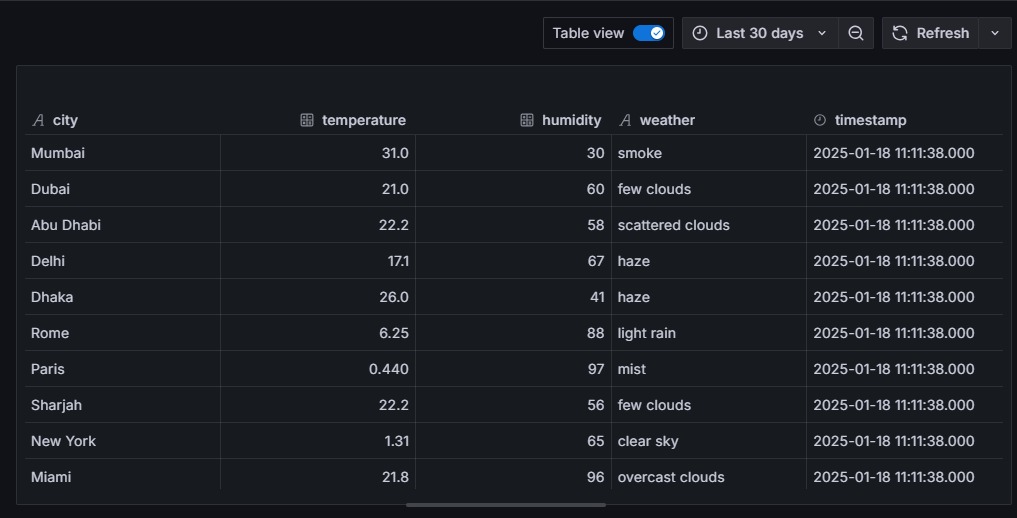 Table view Last 30 days Refresh
city temperature humidity weather timestamp
Mumbai 31.0 30 smoke 2025-01-18 11:11:38.000
Dubai 21.0 60 few clouds 2025-01-18 11:11:38.000
Abu Dhabi 22.2 58 scattered clouds 2025-01-18 11:11:38.000
Delhi 17.1 67 haze 2025-01-18 11:11:38.000
Dhaka 26.0 41 haze 2025-01-18 11:11:38.000
Rome 6.25 88 light rain 2025-01-18 11:11:38.000
Paris 0.440 97 mist 2025-01-18 11:11:38.000
Sharjah 22.2 56 few clouds 2025-01-18 11:11:38.000
New York 1.31 65 clear sky 2025-01-18 11:11:38.000
Miami 21.8 96 overcast clouds 2025-01-18 11:11:38.000